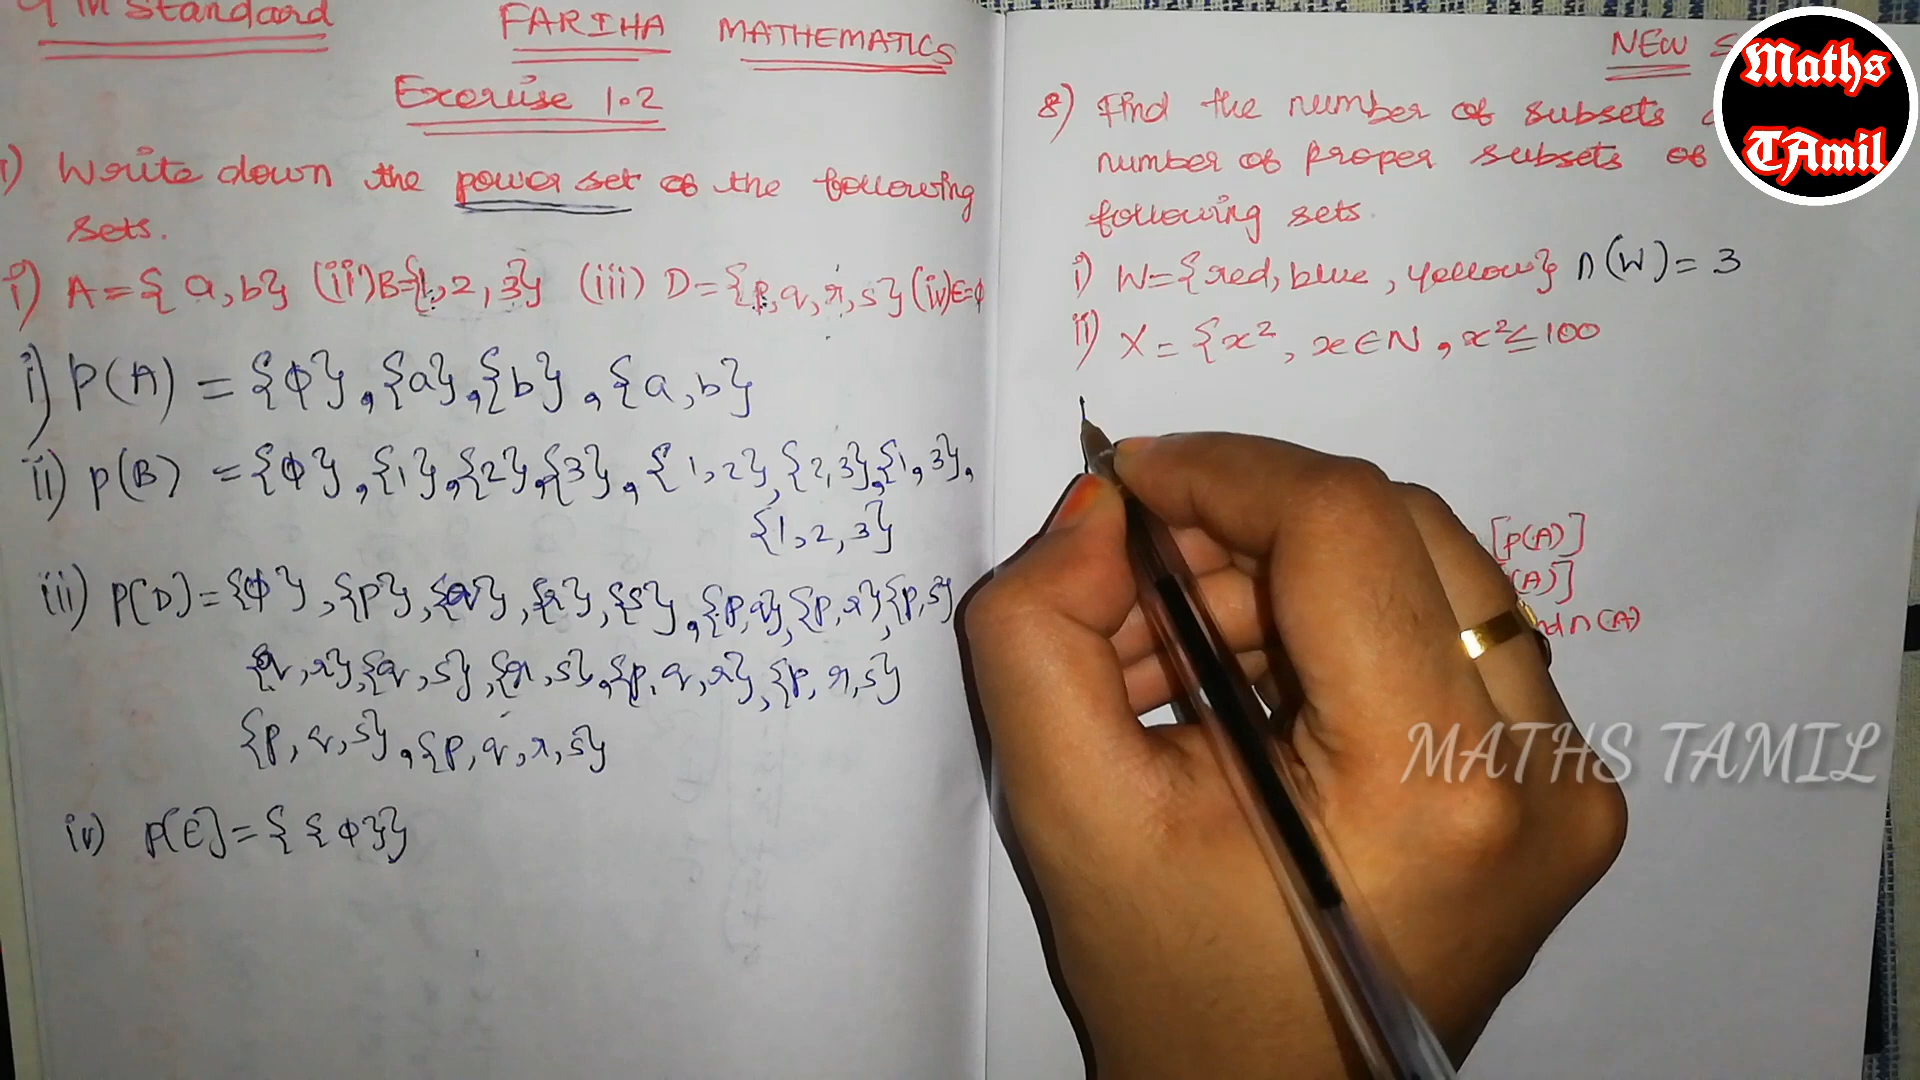 9th Standard FARIHA MATHEMATICS
Exercise 1.2
1) Write down the power set of the following
sets.
i) A={a,b} (ii)B={1,2,3} (iii) D={p,q,r,s} (iv)E=ϕ
i) P(A) = {ϕ},{a},{b},{a,b}
ii) P(B) = {ϕ},{1},{2},{3},{1,2},{2,3},{1,3},
{1,2,3}
iii) P[D]={ϕ},{p},{q},{r},{s},{p,q},{p,r},{p,s}
{q,r},{q,s},{r,s},{p,q,r},{p,r,s}
{p,q,s},{p,q,r,s}
iv) P[E]={{ϕ}}
NEW
Maths
TAmil
8) Find the number of subsets
number of proper subsets of
following sets.
i) W={red, blue, yellow} n(W)=3
ii) X={x², x∈N, x²≤100
[P(A)]
(A)]
n(A)
MATHS TAMIL